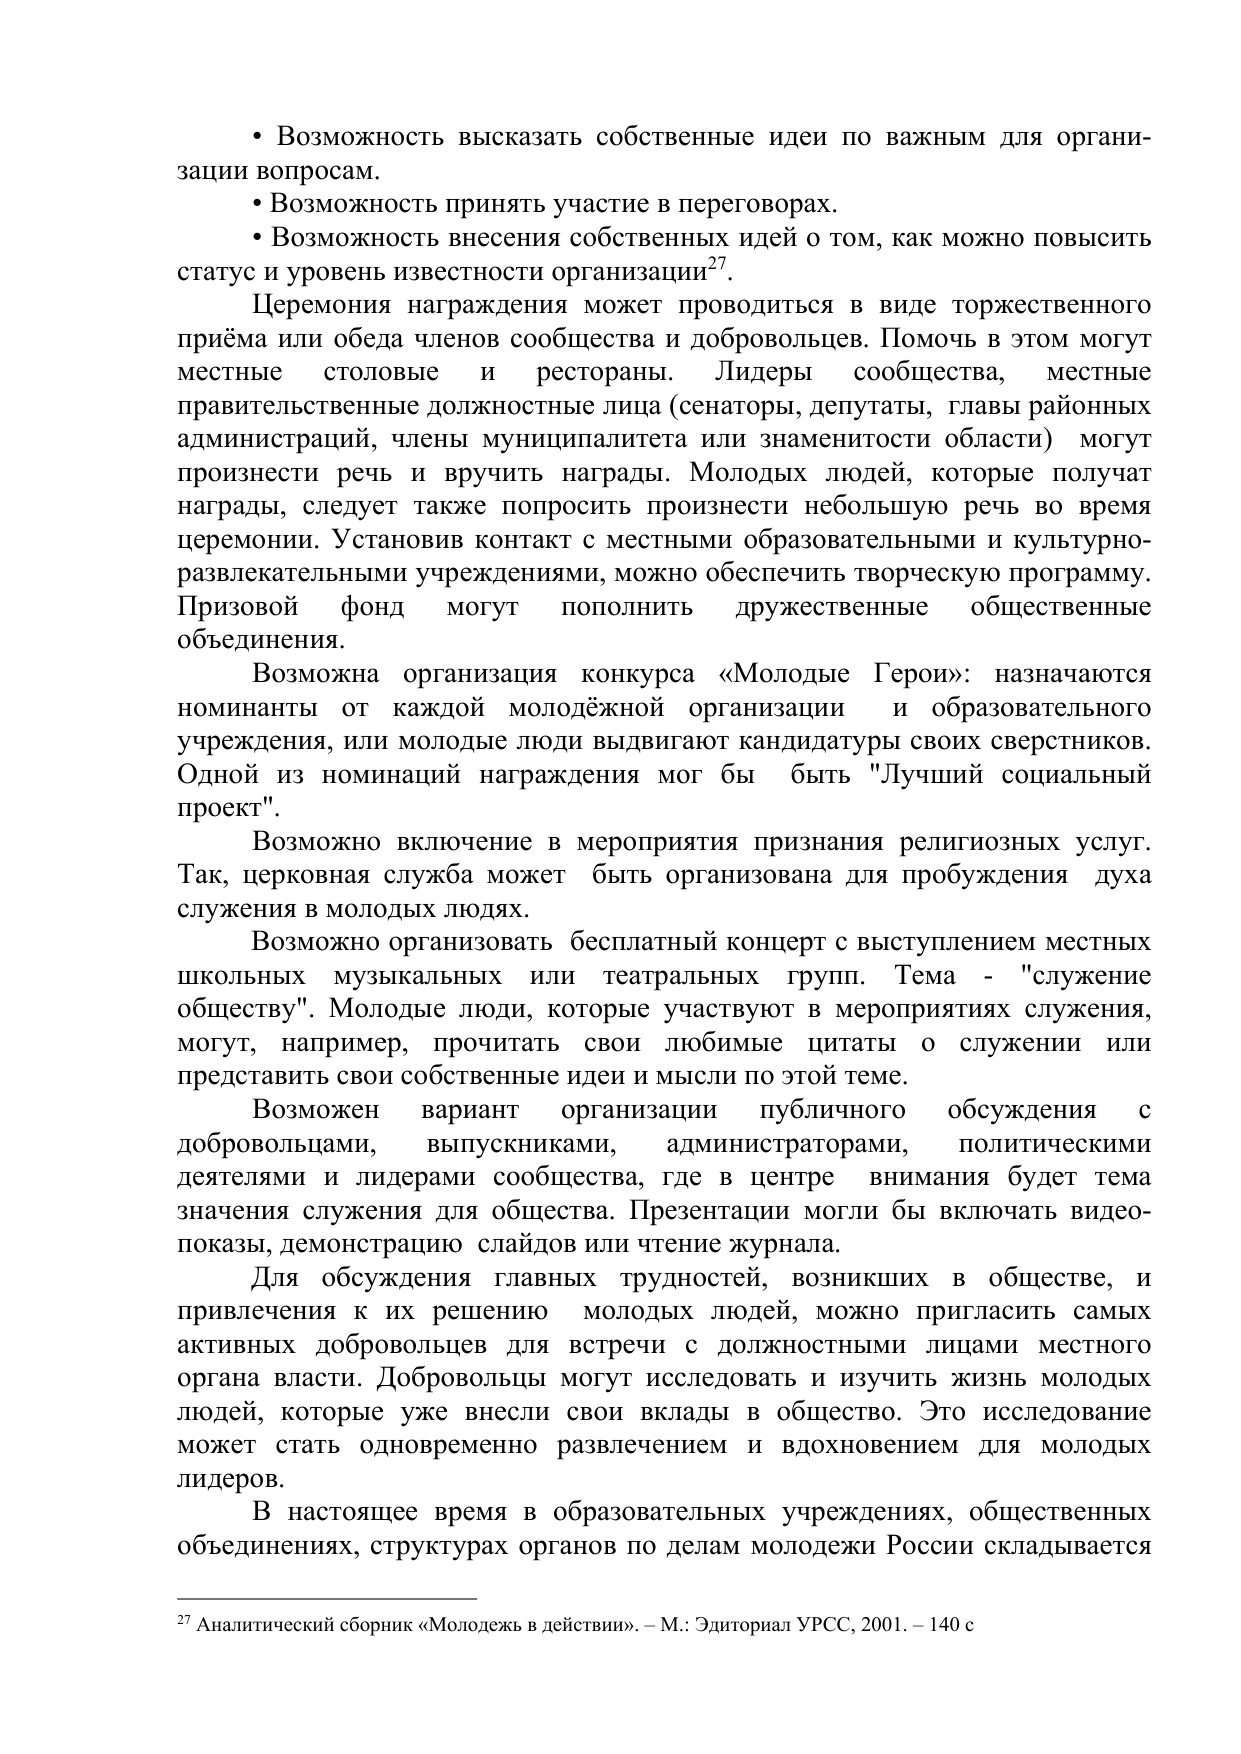 • Возможность высказать собственные идеи по важным для органи-
зации вопросам.
• Возможность принять участие в переговорах.
• Возможность внесения собственных идей о том, как можно повысить
статус и уровень известности организации27.
Церемония награждения может проводиться в виде торжественного
приёма или обеда членов сообщества и добровольцев. Помочь в этом могут
местные столовые и рестораны. Лидеры сообщества, местные
правительственные должностные лица (сенаторы, депутаты, главы районных
администраций, члены муниципалитета или знаменитости области) могут
произнести речь и вручить награды. Молодых людей, которые получат
награды, следует также попросить произнести небольшую речь во время
церемонии. Установив контакт с местными образовательными и культурно-
развлекательными учреждениями, можно обеспечить творческую программу.
Призовой фонд могут пополнить дружественные общественные
объединения.
Возможна организация конкурса «Молодые Герои»: назначаются
номинанты от каждой молодёжной организации и образовательного
учреждения, или молодые люди выдвигают кандидатуры своих сверстников.
Одной из номинаций награждения мог бы быть "Лучший социальный
проект".
Возможно включение в мероприятия признания религиозных услуг.
Так, церковная служба может быть организована для пробуждения духа
служения в молодых людях.
Возможно организовать бесплатный концерт с выступлением местных
школьных музыкальных или театральных групп. Тема - "служение
обществу". Молодые люди, которые участвуют в мероприятиях служения,
могут, например, прочитать свои любимые цитаты о служении или
представить свои собственные идеи и мысли по этой теме.
Возможен вариант организации публичного обсуждения с
добровольцами, выпускниками, администраторами, политическими
деятелями и лидерами сообщества, где в центре внимания будет тема
значения служения для общества. Презентации могли бы включать видео-
показы, демонстрацию слайдов или чтение журнала.
Для обсуждения главных трудностей, возникших в обществе, и
привлечения к их решению молодых людей, можно пригласить самых
активных добровольцев для встречи с должностными лицами местного
органа власти. Добровольцы могут исследовать и изучить жизнь молодых
людей, которые уже внесли свои вклады в общество. Это исследование
может стать одновременно развлечением и вдохновением для молодых
лидеров.
В настоящее время в образовательных учреждениях, общественных
объединениях, структурах органов по делам молодежи России складывается
27 Аналитический сборник «Молодежь в действии». – М.: Эдиториал УРСС, 2001. – 140 с